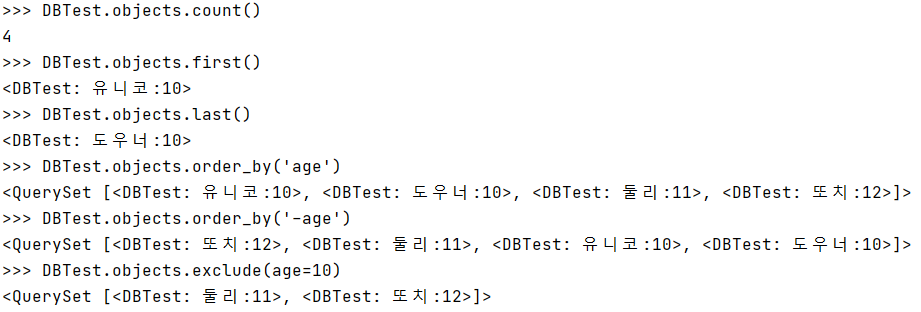 >>> DBTest.objects.count()
4
>>> DBTest.objects.first()
<DBTest: 유니코:10>
>>> DBTest.objects.last()
<DBTest: 도우너:10>
>>> DBTest.objects.order_by('age')
<QuerySet [<DBTest: 유니코:10>, <DBTest: 도우너:10>, <DBTest: 둘리:11>, <DBTest: 또치:12>]>
>>> DBTest.objects.order_by('-age')
<QuerySet [<DBTest: 또치:12>, <DBTest: 둘리:11>, <DBTest: 유니코:10>, <DBTest: 도우너:10>]>
>>> DBTest.objects.exclude(age=10)
<QuerySet [<DBTest: 둘리:11>, <DBTest: 또치:12>]>